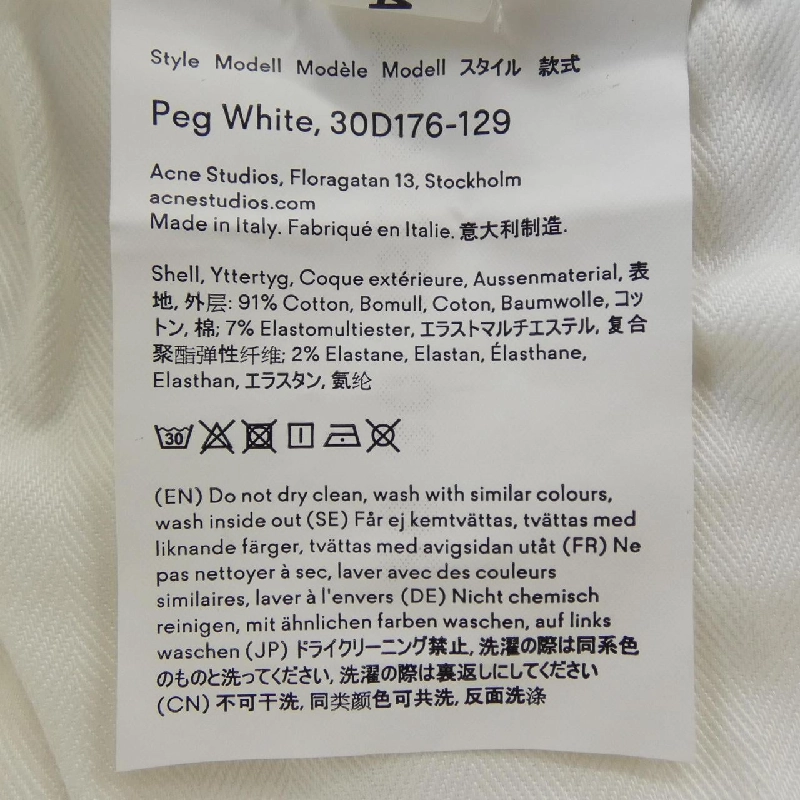 Style Modell Modèle Modell スタイル 款式
Peg White, 30D176-129
Acne Studios, Floragatan 13, Stockholm
acnestudios.com
Made in Italy. Fabriqué en Italie. 意大利制造.
Shell, Yttertyg, Coque extérieure, Aussenmaterial, 表
地, 外层: 91% Cotton, Bomull, Coton, Baumwolle, コッ
トン, 棉; 7% Elastomultiester, エラストマルチエステル, 复合
聚酯弹性纤维; 2% Elastane, Elastan, Élasthane,
Elasthan, エラスタン, 氨纶
30
(EN) Do not dry clean, wash with similar colours,
wash inside out (SE) Får ej kemtvättas, tvättas med
liknande färger, tvättas med avigsidan utåt (FR) Ne
pas nettoyer à sec, laver avec des couleurs
similaires, laver à l'envers (DE) Nicht chemisch
reinigen, mit ähnlichen farben waschen, auf links
waschen (JP) ドライクリーニング禁止, 洗濯の際は同系色
のものと洗ってください, 洗濯の際は裏返しにしてください
(CN) 不可干洗, 同类颜色可共洗, 反面洗涤